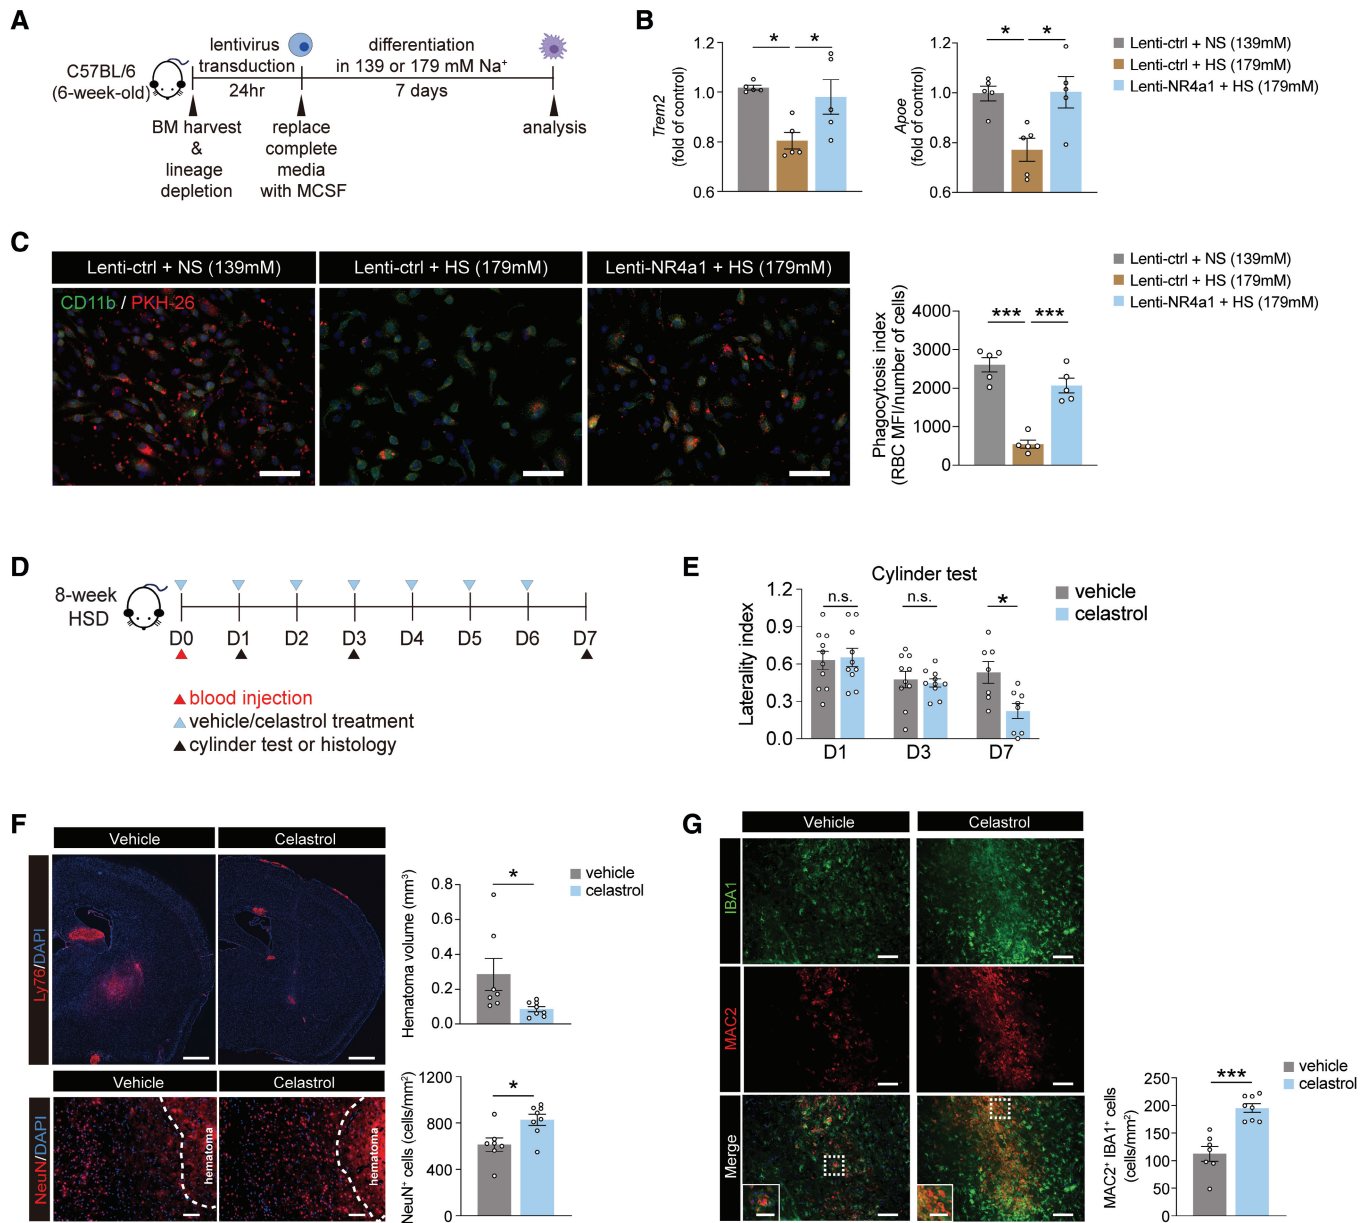 A
C57BL/6
(6-week-old)
lentivirus
transduction
24hr
differentiation
in 139 or 179 mM Na⁺
7 days
BM harvest
&
lineage
depletion
replace
complete
media
with MCSF
analysis
B
Trem2
(fold of control)
1.2
1.0
0.8
0.6
* *
Apoe
(fold of control)
1.2
1.0
0.8
0.6
* *
Lenti-ctrl + NS (139mM)
Lenti-ctrl + HS (179mM)
Lenti-NR4a1 + HS (179mM)
C
Lenti-ctrl + NS (139mM)
Lenti-ctrl + HS (179mM)
Lenti-NR4a1 + HS (179mM)
CD11b / PKH-26
Phagocytosis index
(RBC MFI/number of cells)
4000
3000
2000
1000
0
*** ***
Lenti-ctrl + NS (139mM)
Lenti-ctrl + HS (179mM)
Lenti-NR4a1 + HS (179mM)
D
8-week
HSD
D0 D1 D2 D3 D4 D5 D6 D7
blood injection
vehicle/celastrol treatment
cylinder test or histology
E
Cylinder test
Laterality index
1.2
0.9
0.6
0.3
0.0
n.s. n.s. *
D1 D3 D7
vehicle
celastrol
F
Vehicle Celastrol
Ly76/DAPI
Hematoma volume (mm³)
0.8
0.6
0.4
0.2
0.0
*
vehicle
celastrol
Vehicle Celastrol
NeuN/DAPI
hematoma
hematoma
NeuN⁺ cells (cells/mm²)
1200
800
400
0
*
G
Vehicle Celastrol
IBA1
MAC2
Merge
MAC2⁺ IBA1⁺ cells
(cells/mm²)
250
200
150
100
50
0
***
vehicle
celastrol